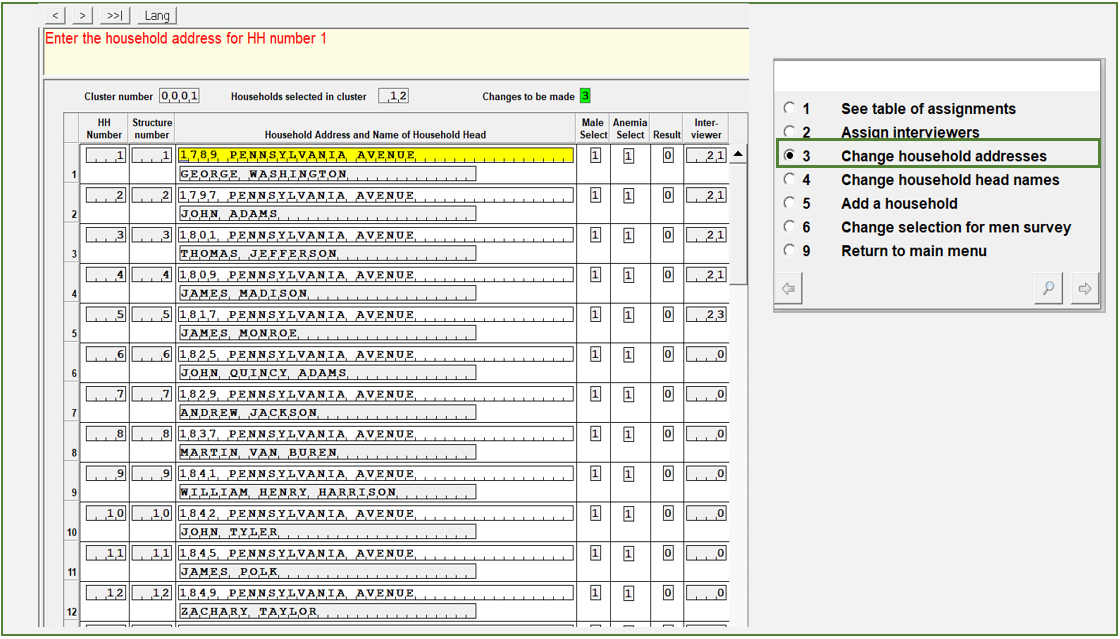 < > >>I Lang
Enter the household address for HH number 1
Cluster number 0001 Households selected in cluster 12 Changes to be made 3
HH Number Structure number Household Address and Name of Household Head Male Select Anemia Select Result Inter-viewer
1 1 1 1789 PENNSYLVANIA AVENUE 1 1 0 21
GEORGE WASHINGTON
2 2 2 1797 PENNSYLVANIA AVENUE 1 1 0 21
JOHN ADAMS
3 3 3 1801 PENNSYLVANIA AVENUE 1 1 0 21
THOMAS JEFFERSON
4 4 4 1809 PENNSYLVANIA AVENUE 1 1 0 21
JAMES MADISON
5 5 5 1817 PENNSYLVANIA AVENUE 1 1 0 23
JAMES MONROE
6 6 6 1825 PENNSYLVANIA AVENUE 1 1 0 0
JOHN QUINCY ADAMS
7 7 7 1829 PENNSYLVANIA AVENUE 1 1 0 0
ANDREW JACKSON
8 8 8 1837 PENNSYLVANIA AVENUE 1 1 0 0
MARTIN VAN BUREN
9 9 9 1841 PENNSYLVANIA AVENUE 1 1 0 0
WILLIAM HENRY HARRISON
10 10 10 1842 PENNSYLVANIA AVENUE 1 1 0 0
JOHN TYLER
11 11 11 1845 PENNSYLVANIA AVENUE 1 1 0 0
JAMES POLK
12 12 12 1849 PENNSYLVANIA AVENUE 1 1 0 0
ZACHARY TAYLOR
1 See table of assignments
2 Assign interviewers
3 Change household addresses
4 Change household head names
5 Add a household
6 Change selection for men survey
9 Return to main menu